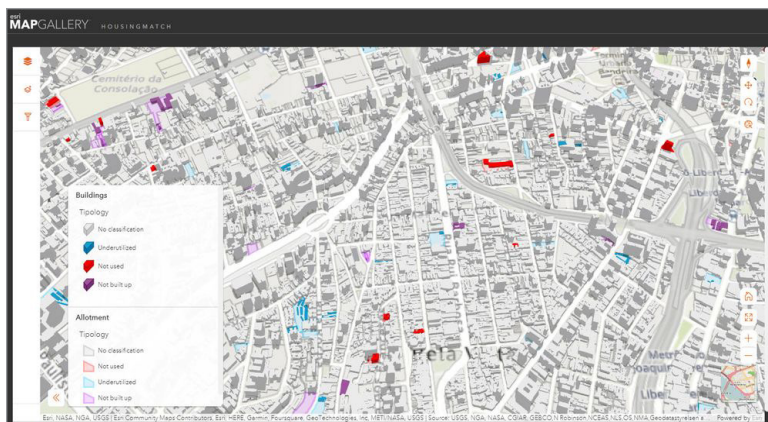 esri
MAPGALLERY HOUSINGMATCH
Cemitério da
Consolação
Buildings
Tipology
No classification
Underutilized
Not used
Not built up
Allotment
Tipology
No classification
Not used
Underutilized
Not built up
Esri, NASA, NGA, USGS | Esri Community Maps Contributors, Esri, HERE, Garmin, Foursquare, GeoTechnologies, Inc, METI/NASA, USGS | Source: USGS, NGA, NASA, CGIAR, GEBCO,N Robinson,NCEAS,NLS,OS,NMA,Geodatastyrelsen a... Powered by Esri